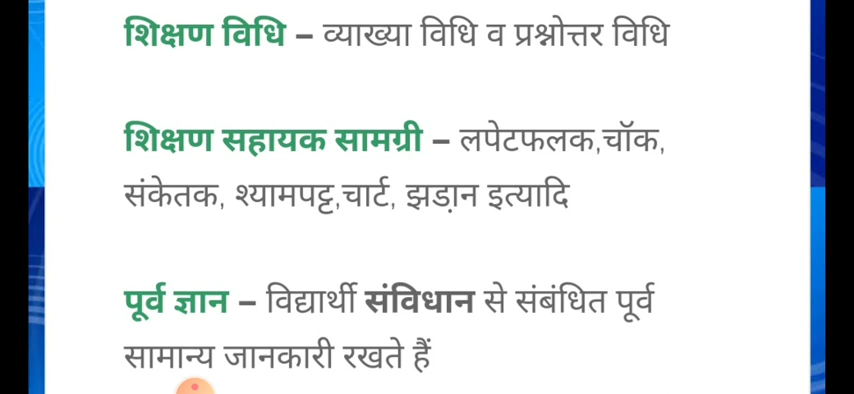 शिक्षण विधि – व्याख्या विधि व प्रश्नोत्तर विधि
शिक्षण सहायक सामग्री – लपेटफलक,चॉक,
संकेतक, श्यामपट्ट,चार्ट, झडा़न इत्यादि
पूर्व ज्ञान – विद्यार्थी संविधान से संबंधित पूर्व
सामान्य जानकारी रखते हैं